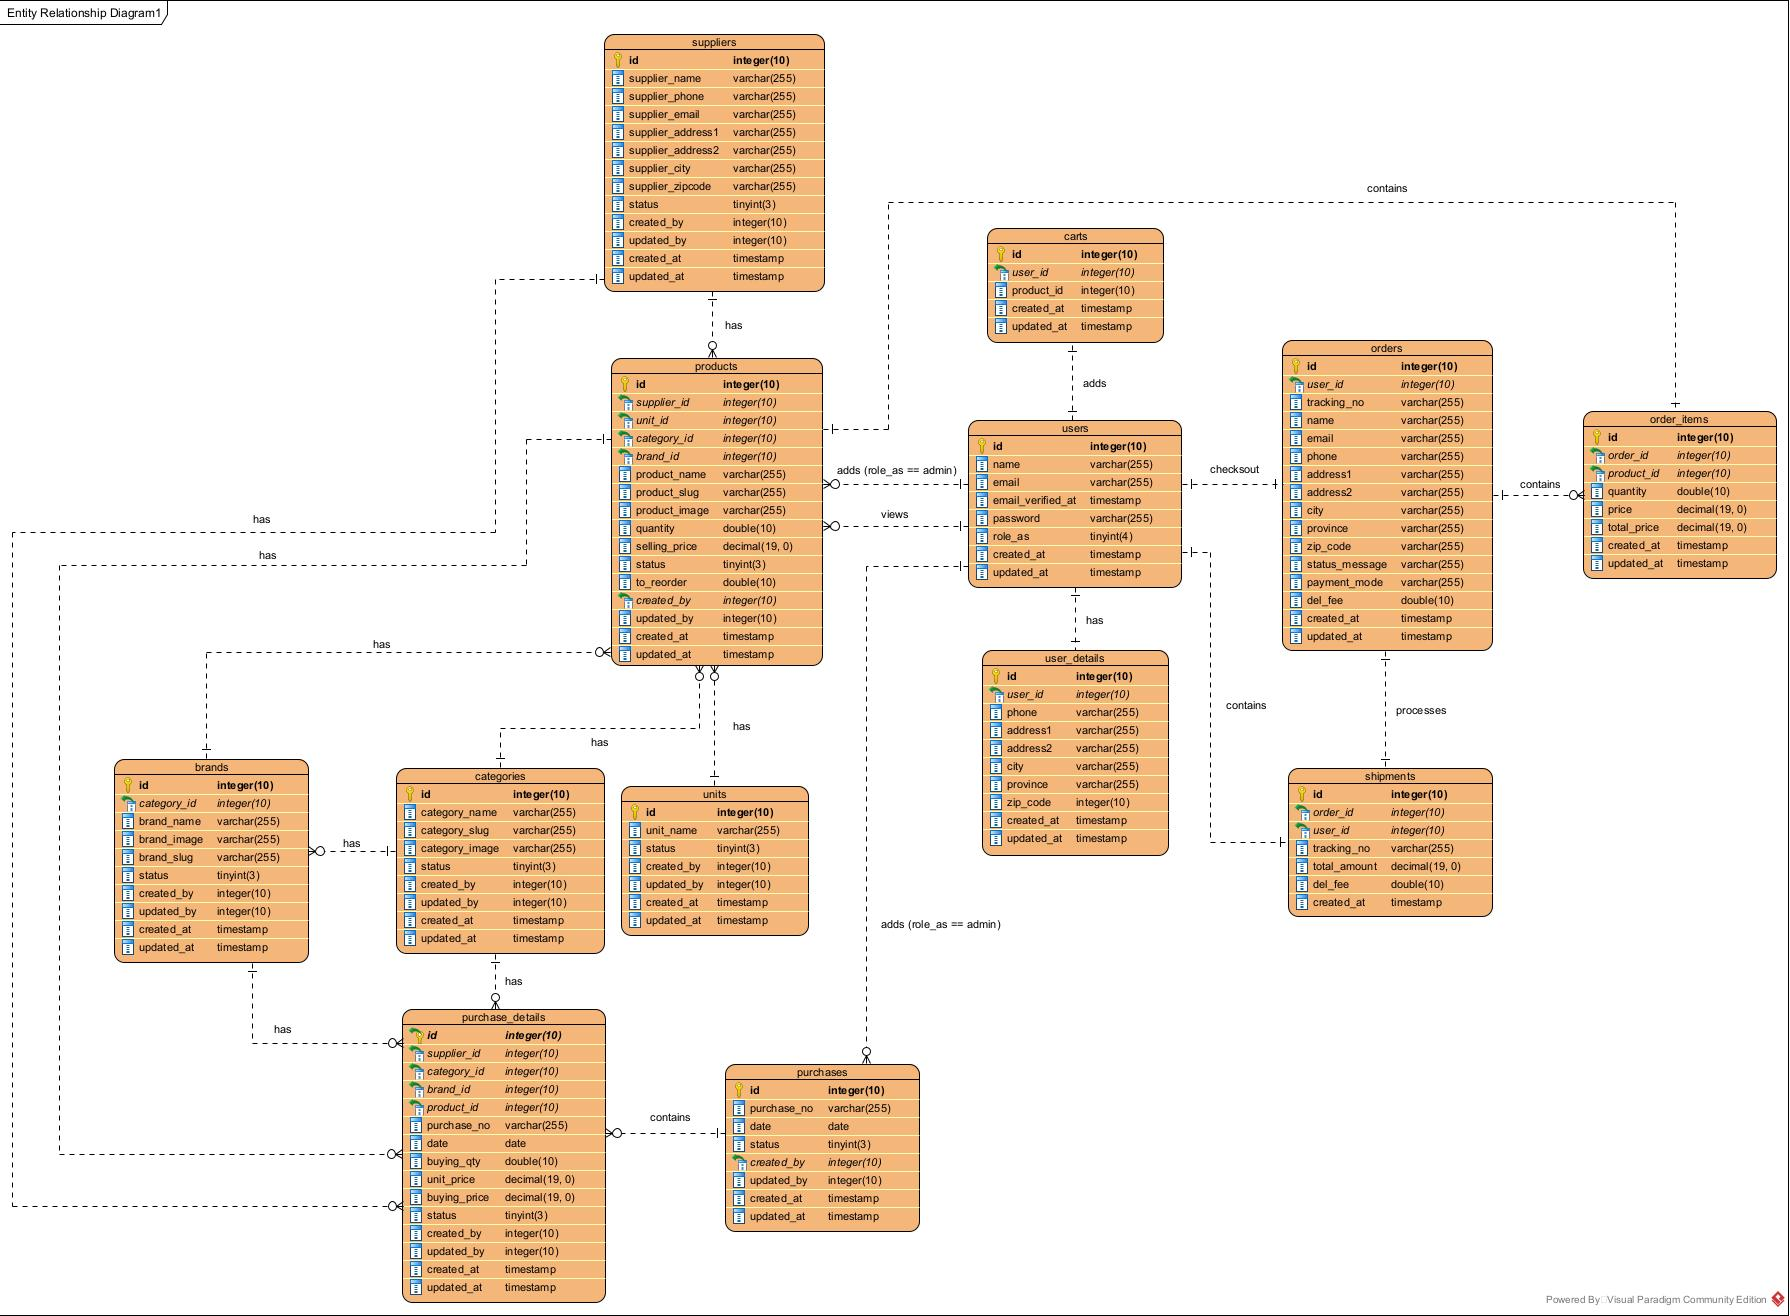 Entity Relationship Diagram1
suppliers
id integer(10)
supplier_name varchar(255)
supplier_phone varchar(255)
supplier_email varchar(255)
supplier_address1 varchar(255)
supplier_address2 varchar(255)
supplier_city varchar(255)
supplier_zipcode varchar(255)
status tinyint(3)
created_by integer(10)
updated_by integer(10)
created_at timestamp
updated_at timestamp
has
contains
carts
id integer(10)
user_id integer(10)
product_id integer(10)
created_at timestamp
updated_at timestamp
adds
products
id integer(10)
supplier_id integer(10)
unit_id integer(10)
category_id integer(10)
brand_id integer(10)
product_name varchar(255)
product_slug varchar(255)
product_image varchar(255)
quantity double(10)
selling_price decimal(19, 0)
status tinyint(3)
to_reorder double(10)
created_by integer(10)
updated_by integer(10)
created_at timestamp
updated_at timestamp
adds (role_as == admin)
views
users
id integer(10)
name varchar(255)
email varchar(255)
email_verified_at timestamp
password varchar(255)
role_as tinyint(4)
created_at timestamp
updated_at timestamp
checksout
orders
id integer(10)
user_id integer(10)
tracking_no varchar(255)
name varchar(255)
email varchar(255)
phone varchar(255)
address1 varchar(255)
address2 varchar(255)
city varchar(255)
province varchar(255)
zip_code varchar(255)
status_message varchar(255)
payment_mode varchar(255)
del_fee double(10)
created_at timestamp
updated_at timestamp
contains
order_items
id integer(10)
order_id integer(10)
product_id integer(10)
quantity double(10)
price decimal(19, 0)
total_price decimal(19, 0)
created_at timestamp
updated_at timestamp
has
has
has
has
has
has
user_details
id integer(10)
user_id integer(10)
phone varchar(255)
address1 varchar(255)
address2 varchar(255)
city varchar(255)
province varchar(255)
zip_code integer(10)
created_at timestamp
updated_at timestamp
contains
processes
brands
id integer(10)
category_id integer(10)
brand_name varchar(255)
brand_image varchar(255)
brand_slug varchar(255)
status tinyint(3)
created_by integer(10)
updated_by integer(10)
created_at timestamp
updated_at timestamp
has
categories
id integer(10)
category_name varchar(255)
category_slug varchar(255)
category_image varchar(255)
status tinyint(3)
created_by integer(10)
updated_by integer(10)
created_at timestamp
updated_at timestamp
units
id integer(10)
unit_name varchar(255)
status tinyint(3)
created_by integer(10)
updated_by integer(10)
created_at timestamp
updated_at timestamp
shipments
id integer(10)
order_id integer(10)
user_id integer(10)
tracking_no varchar(255)
total_amount decimal(19, 0)
del_fee double(10)
created_at timestamp
adds (role_as == admin)
has
has
purchase_details
id integer(10)
supplier_id integer(10)
category_id integer(10)
brand_id integer(10)
product_id integer(10)
purchase_no varchar(255)
date date
buying_qty double(10)
unit_price decimal(19, 0)
buying_price decimal(19, 0)
status tinyint(3)
created_by integer(10)
updated_by integer(10)
created_at timestamp
updated_at timestamp
contains
purchases
id integer(10)
purchase_no varchar(255)
date date
status tinyint(3)
created_by integer(10)
updated_by integer(10)
created_at timestamp
updated_at timestamp
Powered By Visual Paradigm Community Edition